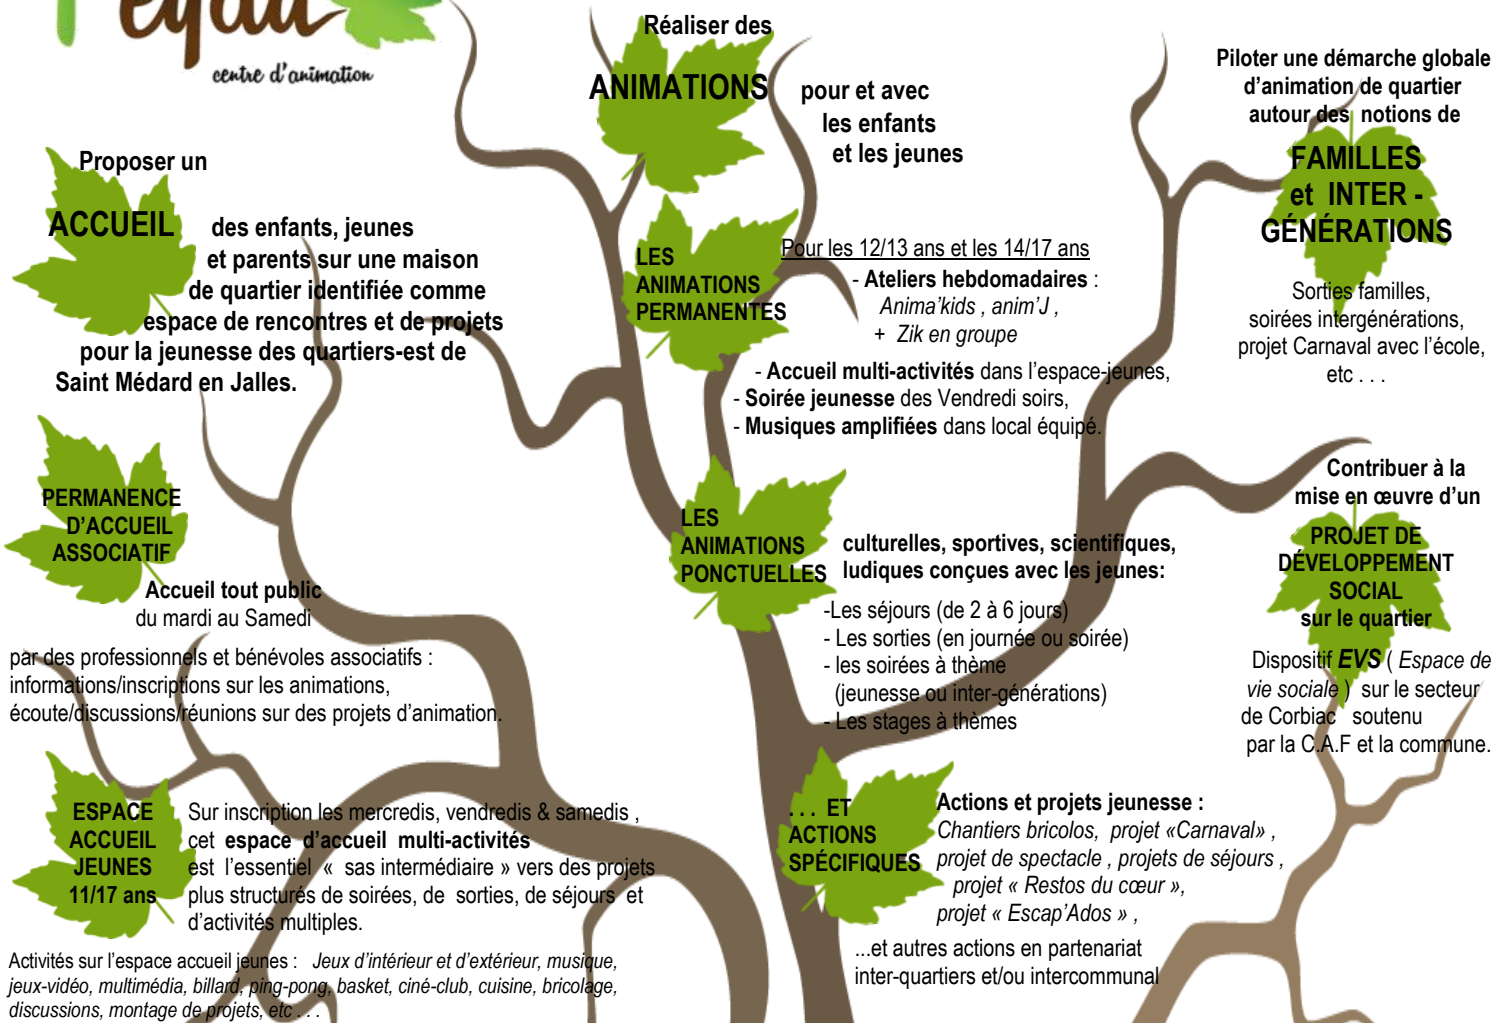 centre d'animation
Proposer un
ACCUEIL
des enfants, jeunes
et parents sur une maison
de quartier identifiée comme
espace de rencontres et de projets
pour la jeunesse des quartiers-est de
Saint Médard en Jalles.
PERMANENCE
D'ACCUEIL
ASSOCIATIF
Accueil tout public
du mardi au Samedi
par des professionnels et bénévoles associatifs :
informations/inscriptions sur les animations,
écoute/discussions/réunions sur des projets d'animation.
ESPACE
ACCUEIL
JEUNES
11/17 ans
Sur inscription les mercredis, vendredis & samedis ,
cet espace d'accueil multi-activités
est l'essentiel « sas intermédiaire » vers des projets
plus structurés de soirées, de sorties, de séjours et
d'activités multiples.
Activités sur l'espace accueil jeunes : Jeux d'intérieur et d'extérieur, musique,
jeux-vidéo, multimédia, billard, ping-pong, basket, ciné-club, cuisine, bricolage,
discussions, montage de projets, etc . . .
Réaliser des
ANIMATIONS
pour et avec
les enfants
et les jeunes
LES
ANIMATIONS
PERMANENTES
Pour les 12/13 ans et les 14/17 ans
- Ateliers hebdomadaires :
Anima'kids , anim'J ,
+ Zik en groupe
- Accueil multi-activités dans l'espace-jeunes,
- Soirée jeunesse des Vendredi soirs,
- Musiques amplifiées dans local équipé.
LES
ANIMATIONS
PONCTUELLES
culturelles, sportives, scientifiques,
ludiques conçues avec les jeunes:
-Les séjours (de 2 à 6 jours)
- Les sorties (en journée ou soirée)
- les soirées à thème
(jeunesse ou inter-générations)
- Les stages à thèmes
. . . ET
ACTIONS
SPÉCIFIQUES
Actions et projets jeunesse :
Chantiers bricolos, projet «Carnaval» ,
projet de spectacle , projets de séjours ,
projet « Restos du cœur »,
projet « Escap'Ados » ,
...et autres actions en partenariat
inter-quartiers et/ou intercommunal
Piloter une démarche globale
d'animation de quartier
autour des notions de
FAMILLES
et INTER -
GÉNÉRATIONS
Sorties familles,
soirées intergénérations,
projet Carnaval avec l'école,
etc . . .
Contribuer à la
mise en œuvre d'un
PROJET DE
DÉVELOPPEMENT
SOCIAL
sur le quartier
Dispositif EVS ( Espace de
vie sociale ) sur le secteur
de Corbiac soutenu
par la C.A.F et la commune.